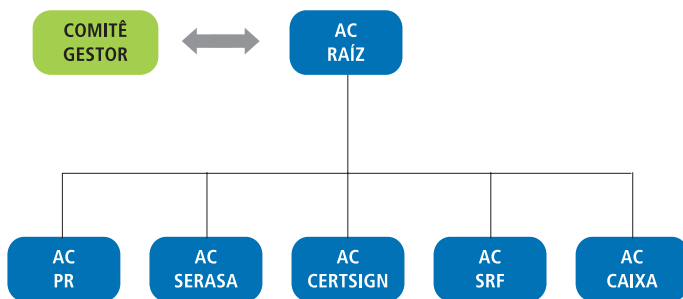 COMITÊ
GESTOR
AC
RAÍZ
AC
PR
AC
SERASA
AC
CERTSIGN
AC
SRF
AC
CAIXA